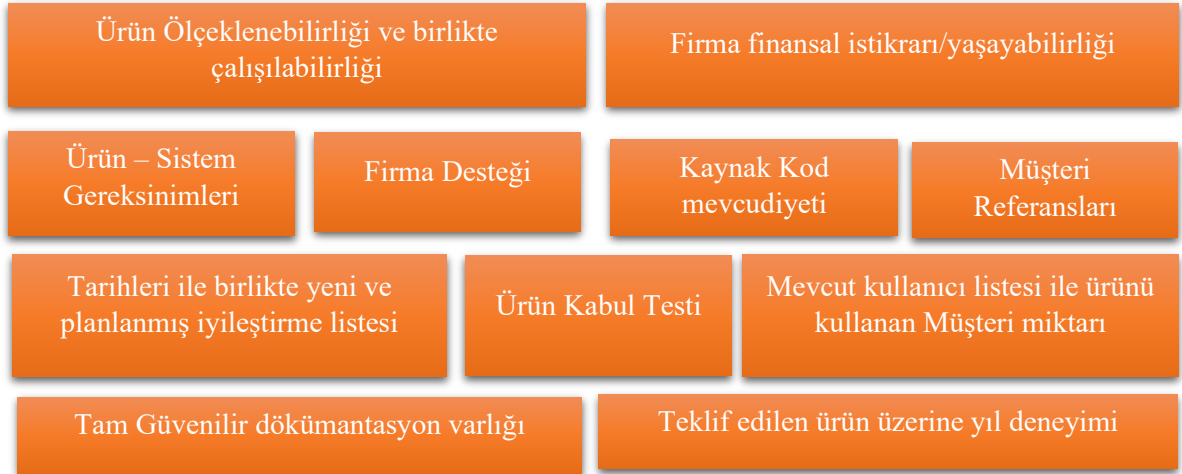 Ürün Ölçeklenebilirliği ve birlikte
çalışılabilirliği
Firma finansal istikrarı/yaşayabilirliği
Ürün – Sistem
Gereksinimleri
Firma Desteği
Kaynak Kod
mevcudiyeti
Müşteri
Referansları
Tarihleri ile birlikte yeni ve
planlanmış iyileştirme listesi
Ürün Kabul Testi
Mevcut kullanıcı listesi ile ürünü
kullanan Müşteri miktarı
Tam Güvenilir dökümantasyon varlığı
Teklif edilen ürün üzerine yıl deneyimi